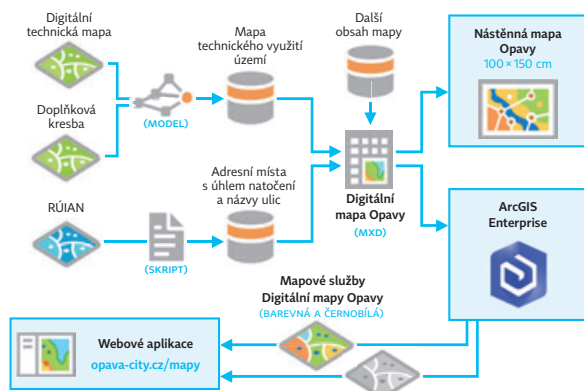 Digitální
technická mapa
Doplňková
kresba
(MODEL)
Mapa
technického využití
území
Další
obsah mapy
Nástěnná mapa
Opavy
100 × 150 cm
RÚIAN
(SKRIPT)
Adresní místa
s úhlem natočení
a názvy ulic
Digitální
mapa Opavy
(MXD)
ArcGIS
Enterprise
Mapové služby
Digitální mapy Opavy
(BAREVNÁ A ČERNOBÍLÁ)
Webové aplikace
opava-city.cz/mapy